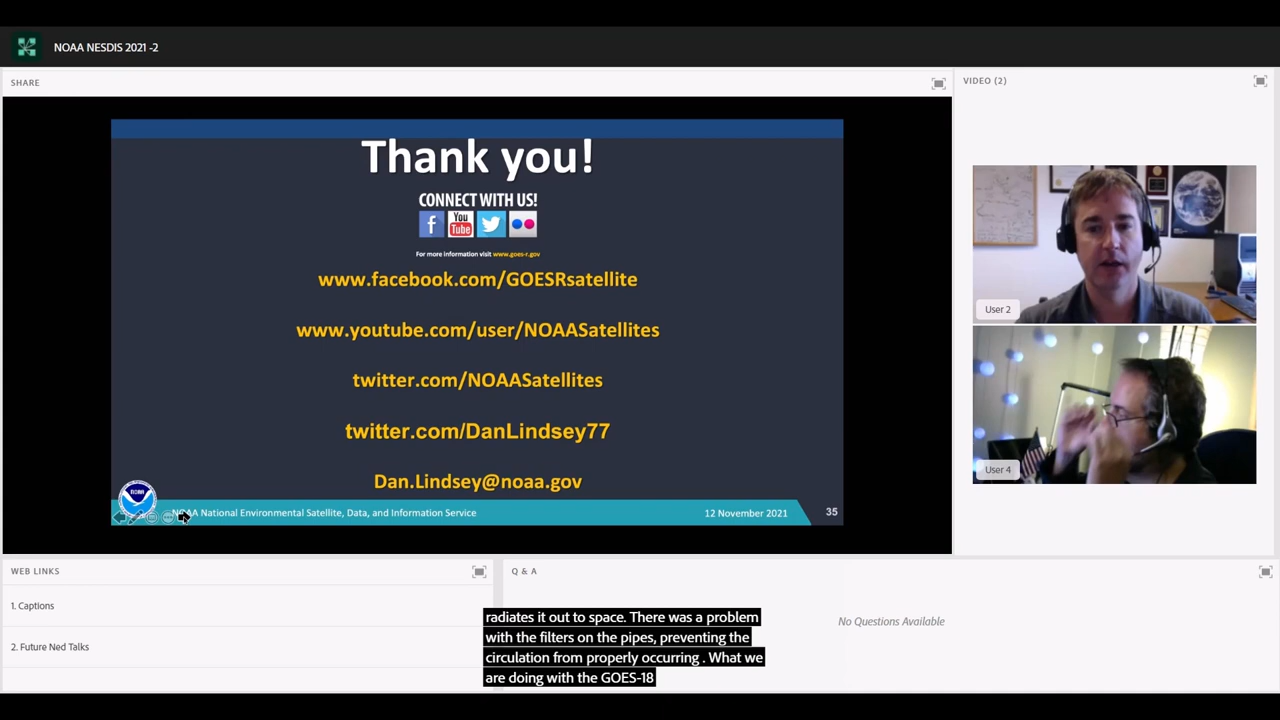 NOAA NESDIS 2021 -2
SHARE
Thank you!
CONNECT WITH US!
f You Tube
For more information visit www.goes-r.gov
www.facebook.com/GOESRsatellite
www.youtube.com/user/NOAASatellites
twitter.com/NOAASatellites
twitter.com/DanLindsey77
Dan.Lindsey@noaa.gov
NOAA
NOAA National Environmental Satellite, Data, and Information Service
12 November 2021
35
VIDEO (2)
User 2
User 4
WEB LINKS
1. Captions
2. Future Ned Talks
Q & A
No Questions Available
radiates it out to space. There was a problem
with the filters on the pipes, preventing the
circulation from properly occurring . What we
are doing with the GOES-18